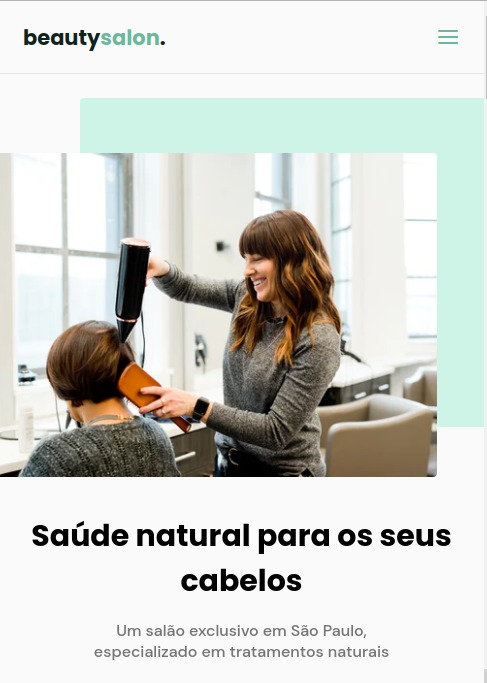 beautysalon.
Saúde natural para os seus
cabelos
Um salão exclusivo em São Paulo,
especializado em tratamentos naturais